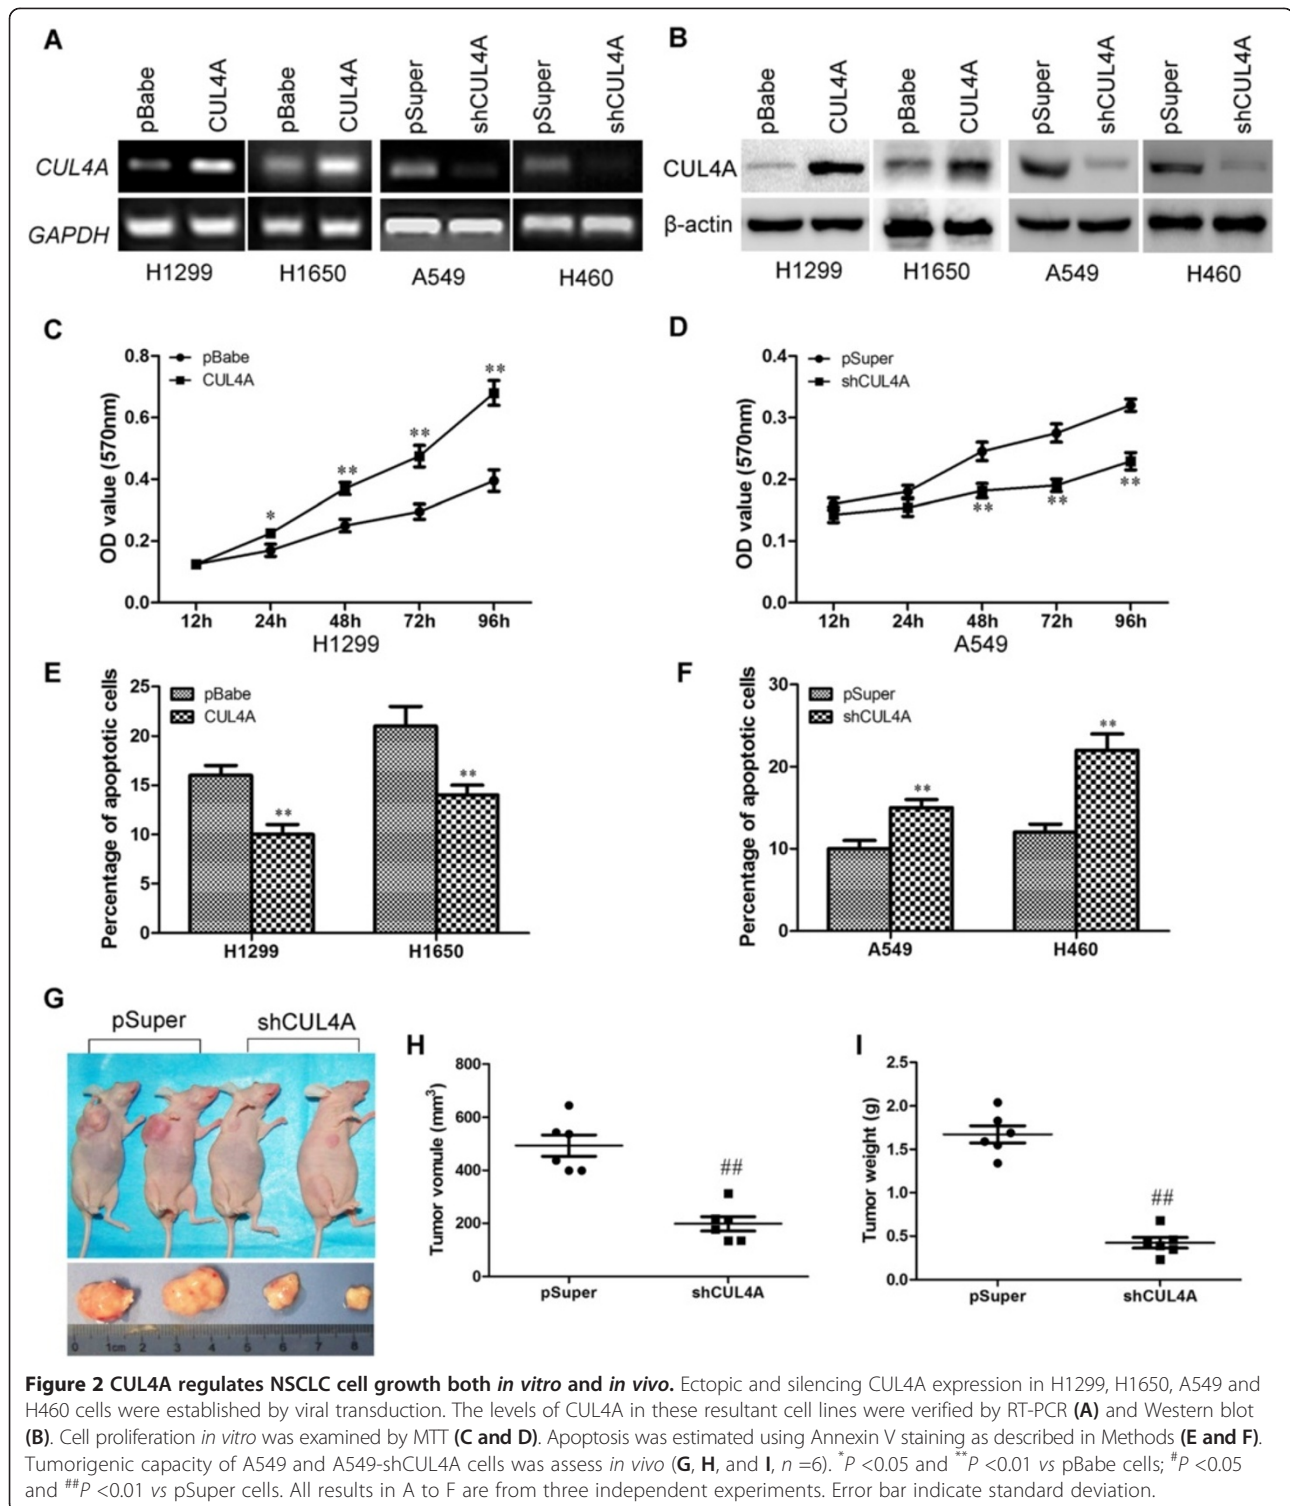 A
pBabe
CUL4A
pBabe
CUL4A
pSuper
shCUL4A
pSuper
shCUL4A
CUL4A
GAPDH
H1299
H1650
A549
H460
B
pBabe
CUL4A
pBabe
CUL4A
pSuper
shCUL4A
pSuper
shCUL4A
CUL4A
β-actin
H1299
H1650
A549
H460
C
OD value (570nm)
0.8
0.6
0.4
0.2
0.0
pBabe
CUL4A
*
**
**
**
12h 24h 48h 72h 96h
H1299
D
OD value (570nm)
0.4
0.3
0.2
0.1
0.0
pSuper
shCUL4A
**
**
**
12h 24h 48h 72h 96h
A549
E
Percentage of apoptotic cells
25
20
15
10
5
0
pBabe
CUL4A
**
**
H1299 H1650
F
Percentage of apoptotic cells
30
20
10
0
pSuper
shCUL4A
**
**
A549 H460
G
pSuper shCUL4A
0 1cm 2 3 4 5 6 7 8
H
Tumor vomule (mm³)
800
600
400
200
0
##
pSuper shCUL4A
I
Tumor weight (g)
2.5
2.0
1.5
1.0
0.5
0.0
##
pSuper shCUL4A
Figure 2 CUL4A regulates NSCLC cell growth both in vitro and in vivo. Ectopic and silencing CUL4A expression in H1299, H1650, A549 and
H460 cells were established by viral transduction. The levels of CUL4A in these resultant cell lines were verified by RT-PCR (A) and Western blot
(B). Cell proliferation in vitro was examined by MTT (C and D). Apoptosis was estimated using Annexin V staining as described in Methods (E and F).
Tumorigenic capacity of A549 and A549-shCUL4A cells was assess in vivo (G, H, and I, n =6). *P <0.05 and **P <0.01 vs pBabe cells; #P <0.05
and ##P <0.01 vs pSuper cells. All results in A to F are from three independent experiments. Error bar indicate standard deviation.